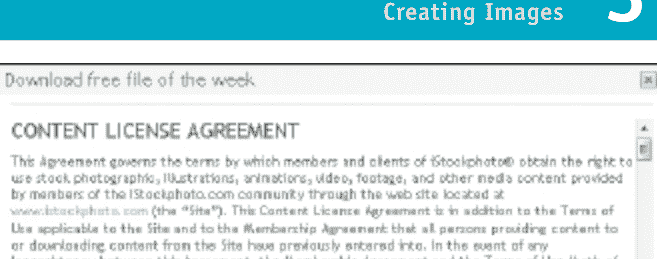 Creating Images
Download free file of the week
CONTENT LICENSE AGREEMENT
This Agreement governs the terms by which members and clients of iStockphoto® obtain the right to
use stock photographic, illustrations, animations, video, footage, and other media content provided
by members of the iStockphoto.com community through the web site located at
www.istockphoto.com (the "Site"). This Content License Agreement is in addition to the Terms of
Use applicable to the Site and to the Membership Agreement that all persons providing content to
or downloading content from the Site have previously entered into. In the event of any